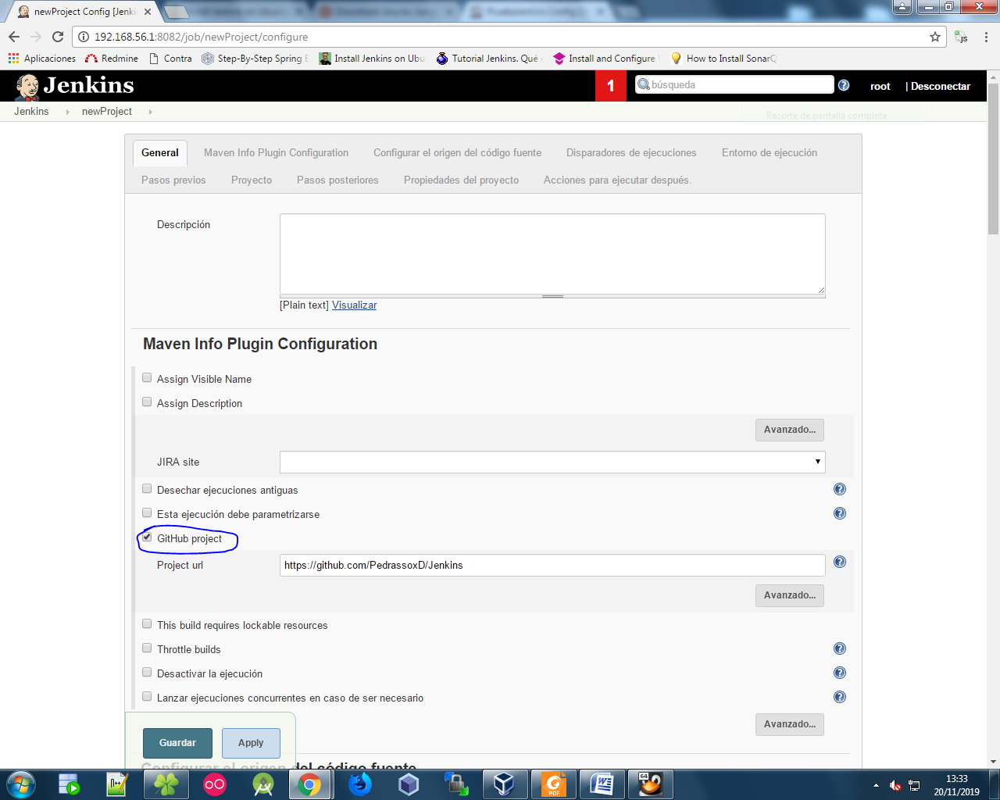 newProject Config [Jenki
192.168.56.1:8082/job/newProject/configure
js
Aplicaciones Redmine Contra Step-By-Step Spring Install Jenkins on Ubu Tutorial Jenkins. Qué Install and Configure How to Install SonarQ
Jenkins 1 búsqueda root | Desconectar
Jenkins newProject
Recorte de pantalla completa
General Maven Info Plugin Configuration Configurar el origen del código fuente Disparadores de ejecuciones Entorno de ejecución
Pasos previos Proyecto Pasos posteriores Propiedades del proyecto Acciones para ejecutar después.
Descripción
[Plain text] Visualizar
Maven Info Plugin Configuration
Assign Visible Name
Assign Description
Avanzado...
JIRA site
Desechar ejecuciones antiguas
Esta ejecución debe parametrizarse
GitHub project
Project url https://github.com/PedrassoxD/Jenkins
Avanzado...
This build requires lockable resources
Throttle builds
Desactivar la ejecución
Lanzar ejecuciones concurrentes en caso de ser necesario
Avanzado...
Guardar Apply
Configurar el origen del código fuente
13:33
20/11/2019